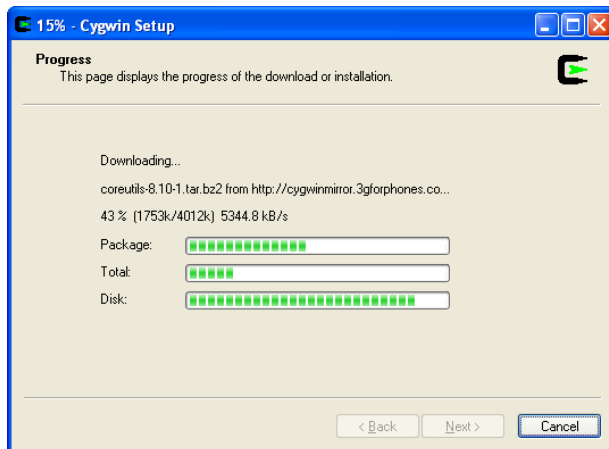 15% - Cygwin Setup
Progress
This page displays the progress of the download or installation.
Downloading...
coreutils-8.10-1.tar.bz2 from http://cygwinmirror.3gforphones.co...
43 % (1753k/4012k) 5344.8 kB/s
Package:
Total:
Disk:
< Back Next > Cancel